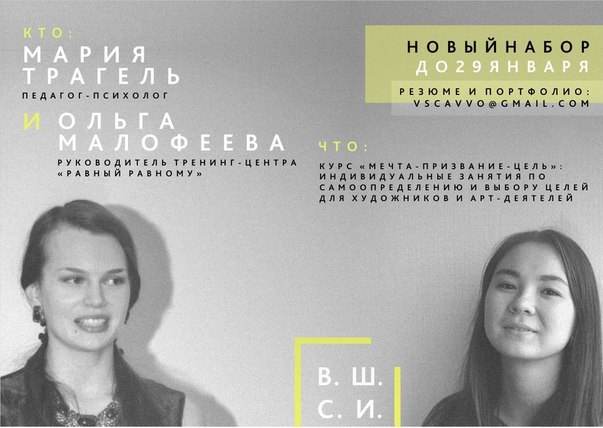 КТО:
МАРИЯ
ТРАГЕЛЬ
ПЕДАГОГ-ПСИХОЛОГ
И ОЛЬГА
МАЛОФЕЕВА
РУКОВОДИТЕЛЬ ТРЕНИНГ-ЦЕНТРА
«РАВНЫЙ РАВНОМУ»
НОВЫЙНАБОР
ДО29ЯНВАРЯ
РЕЗЮМЕ И ПОРТФОЛИО:
VSCAVVO@GMAIL.COM
ЧТО:
КУРС «МЕЧТА-ПРИЗВАНИЕ-ЦЕЛЬ»:
ИНДИВИДУАЛЬНЫЕ ЗАНЯТИЯ ПО
САМООПРЕДЕЛЕНИЮ И ВЫБОРУ ЦЕЛЕЙ
ДЛЯ ХУДОЖНИКОВ И АРТ-ДЕЯТЕЛЕЙ
В. Ш.
С. И.